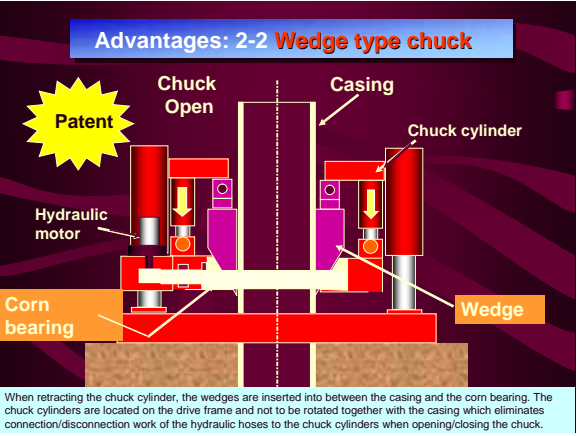 Advantages: 2-2 Wedge type chuck
Chuck
Open
Casing
Patent
Chuck cylinder
Hydraulic
motor
Corn
bearing
Wedge
When retracting the chuck cylinder, the wedges are inserted into between the casing and the corn bearing. The
chuck cylinders are located on the drive frame and not to be rotated together with the casing which eliminates
connection/disconnection work of the hydraulic hoses to the chuck cylinders when opening/closing the chuck.